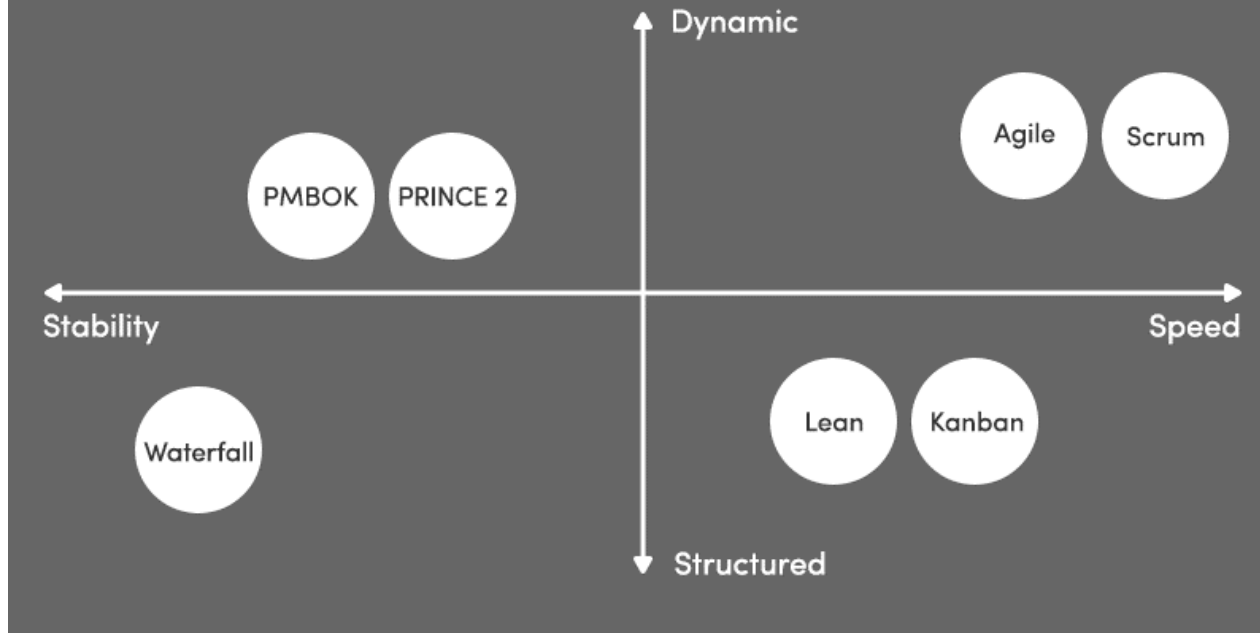 Dynamic
Agile
Scrum
PMBOK
PRINCE 2
Stability
Speed
Lean
Kanban
Waterfall
Structured